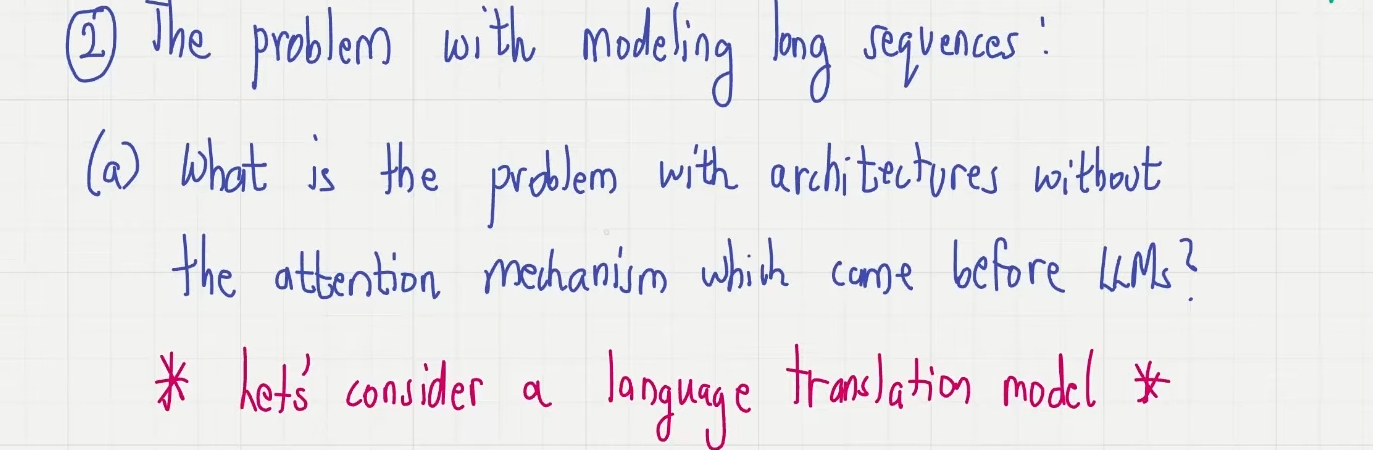 ② The problem with modeling long sequences:
(a) What is the problem with architectures without
the attention mechanism which came before LLMs?
* Let's consider a language translation model *